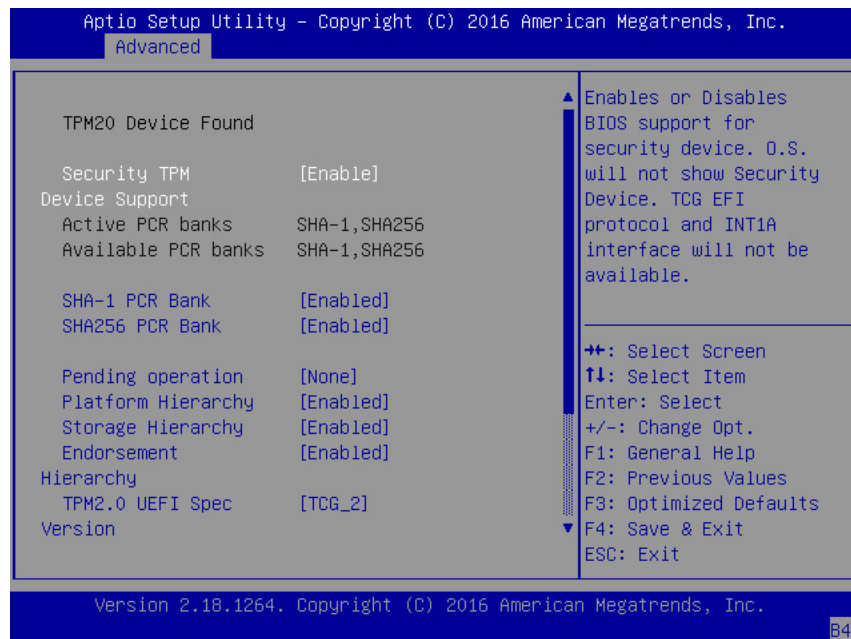 Aptio Setup Utility – Copyright (C) 2016 American Megatrends, Inc.
Advanced
TPM20 Device Found
Security TPM [Enable]
Device Support
Active PCR banks SHA-1,SHA256
Available PCR banks SHA-1,SHA256
SHA-1 PCR Bank [Enabled]
SHA256 PCR Bank [Enabled]
Pending operation [None]
Platform Hierarchy [Enabled]
Storage Hierarchy [Enabled]
Endorsement [Enabled]
Hierarchy
TPM2.0 UEFI Spec [TCG_2]
Version
Enables or Disables
BIOS support for
security device. O.S.
will not show Security
Device. TCG EFI
protocol and INT1A
interface will not be
available.
→←: Select Screen
↑↓: Select Item
Enter: Select
+/-: Change Opt.
F1: General Help
F2: Previous Values
F3: Optimized Defaults
F4: Save & Exit
ESC: Exit
Version 2.18.1264. Copyright (C) 2016 American Megatrends, Inc.
B4